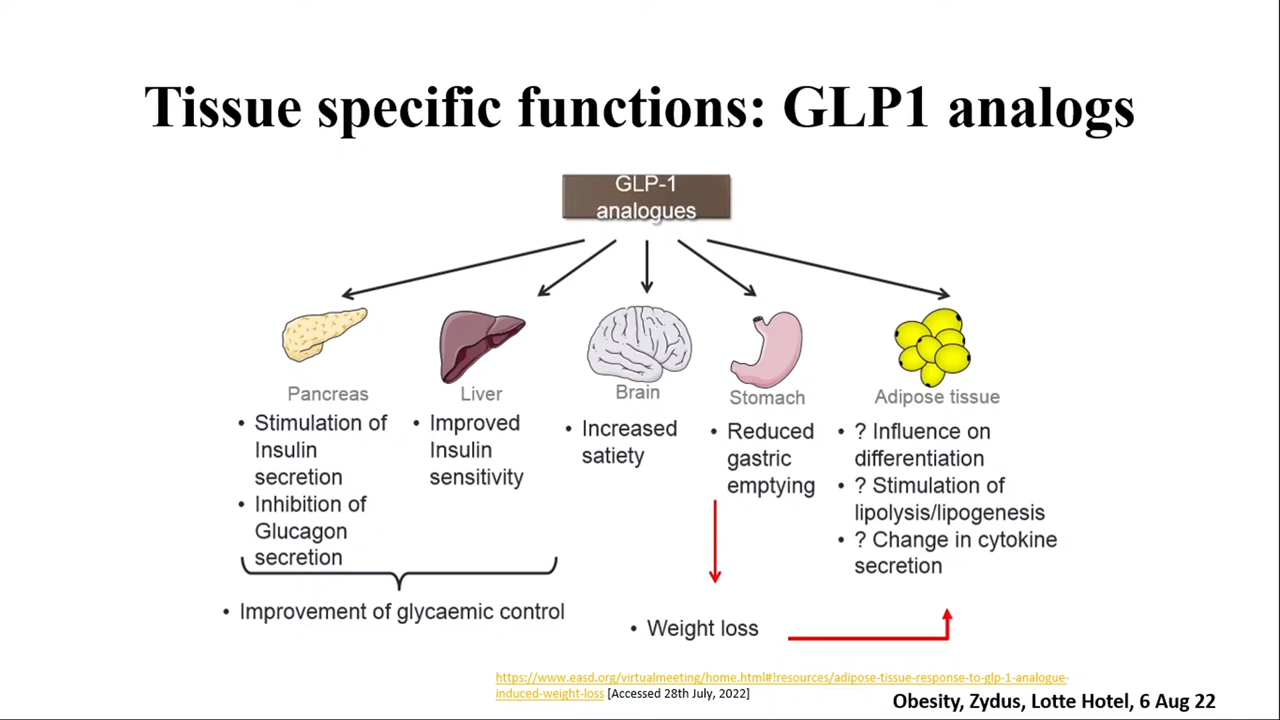 Tissue specific functions: GLP1 analogs
GLP-1
analogues
Pancreas
• Stimulation of
Insulin
secretion
• Inhibition of
Glucagon
secretion
Liver
• Improved
Insulin
sensitivity
Brain
• Increased
satiety
Stomach
• Reduced
gastric
emptying
Adipose tissue
• ? Influence on
differentiation
• ? Stimulation of
lipolysis/lipogenesis
• ? Change in cytokine
secretion
• Improvement of glycaemic control
• Weight loss
https://www.easd.org/virtualmeeting/home.html#!resources/adipose-tissue-response-to-glp-1-analogue-
induced-weight-loss [Accessed 28th July, 2022]
Obesity, Zydus, Lotte Hotel, 6 Aug 22